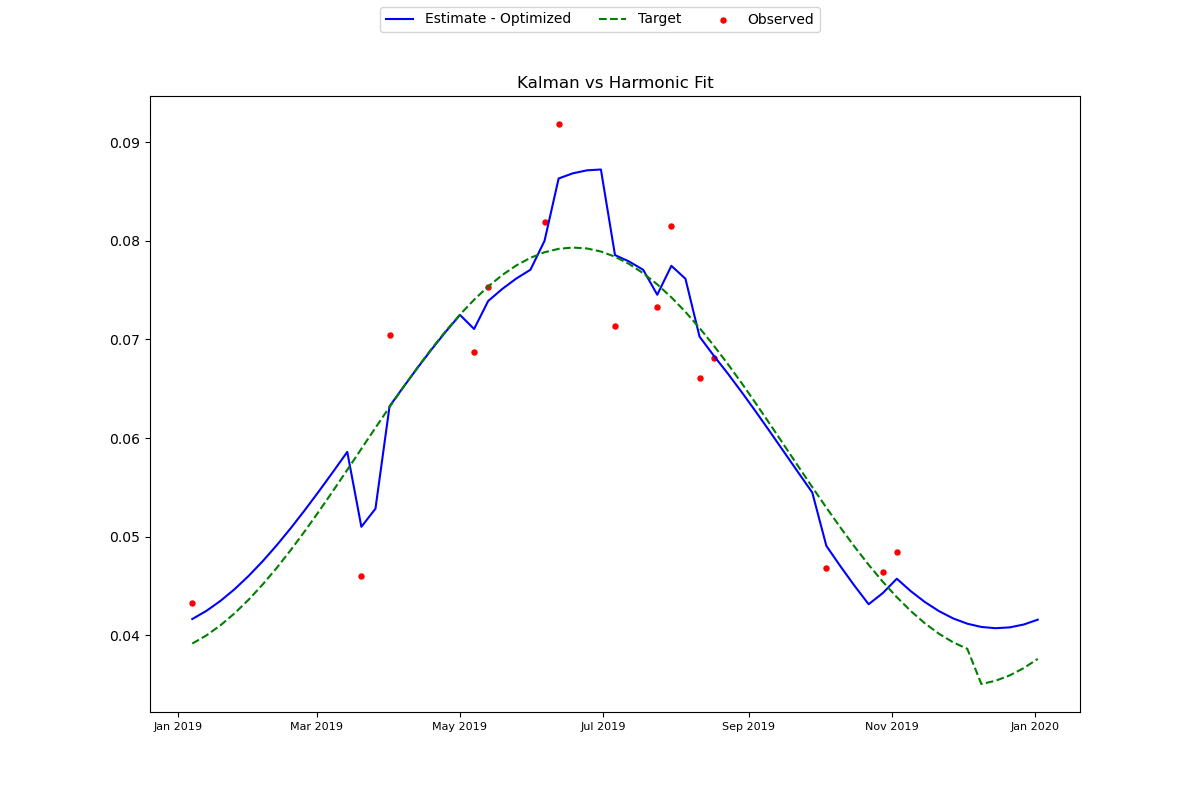 Estimate - Optimized Target Observed
Kalman vs Harmonic Fit
0.09
0.08
0.07
0.06
0.05
0.04
Jan 2019 Mar 2019 May 2019 Jul 2019 Sep 2019 Nov 2019 Jan 2020